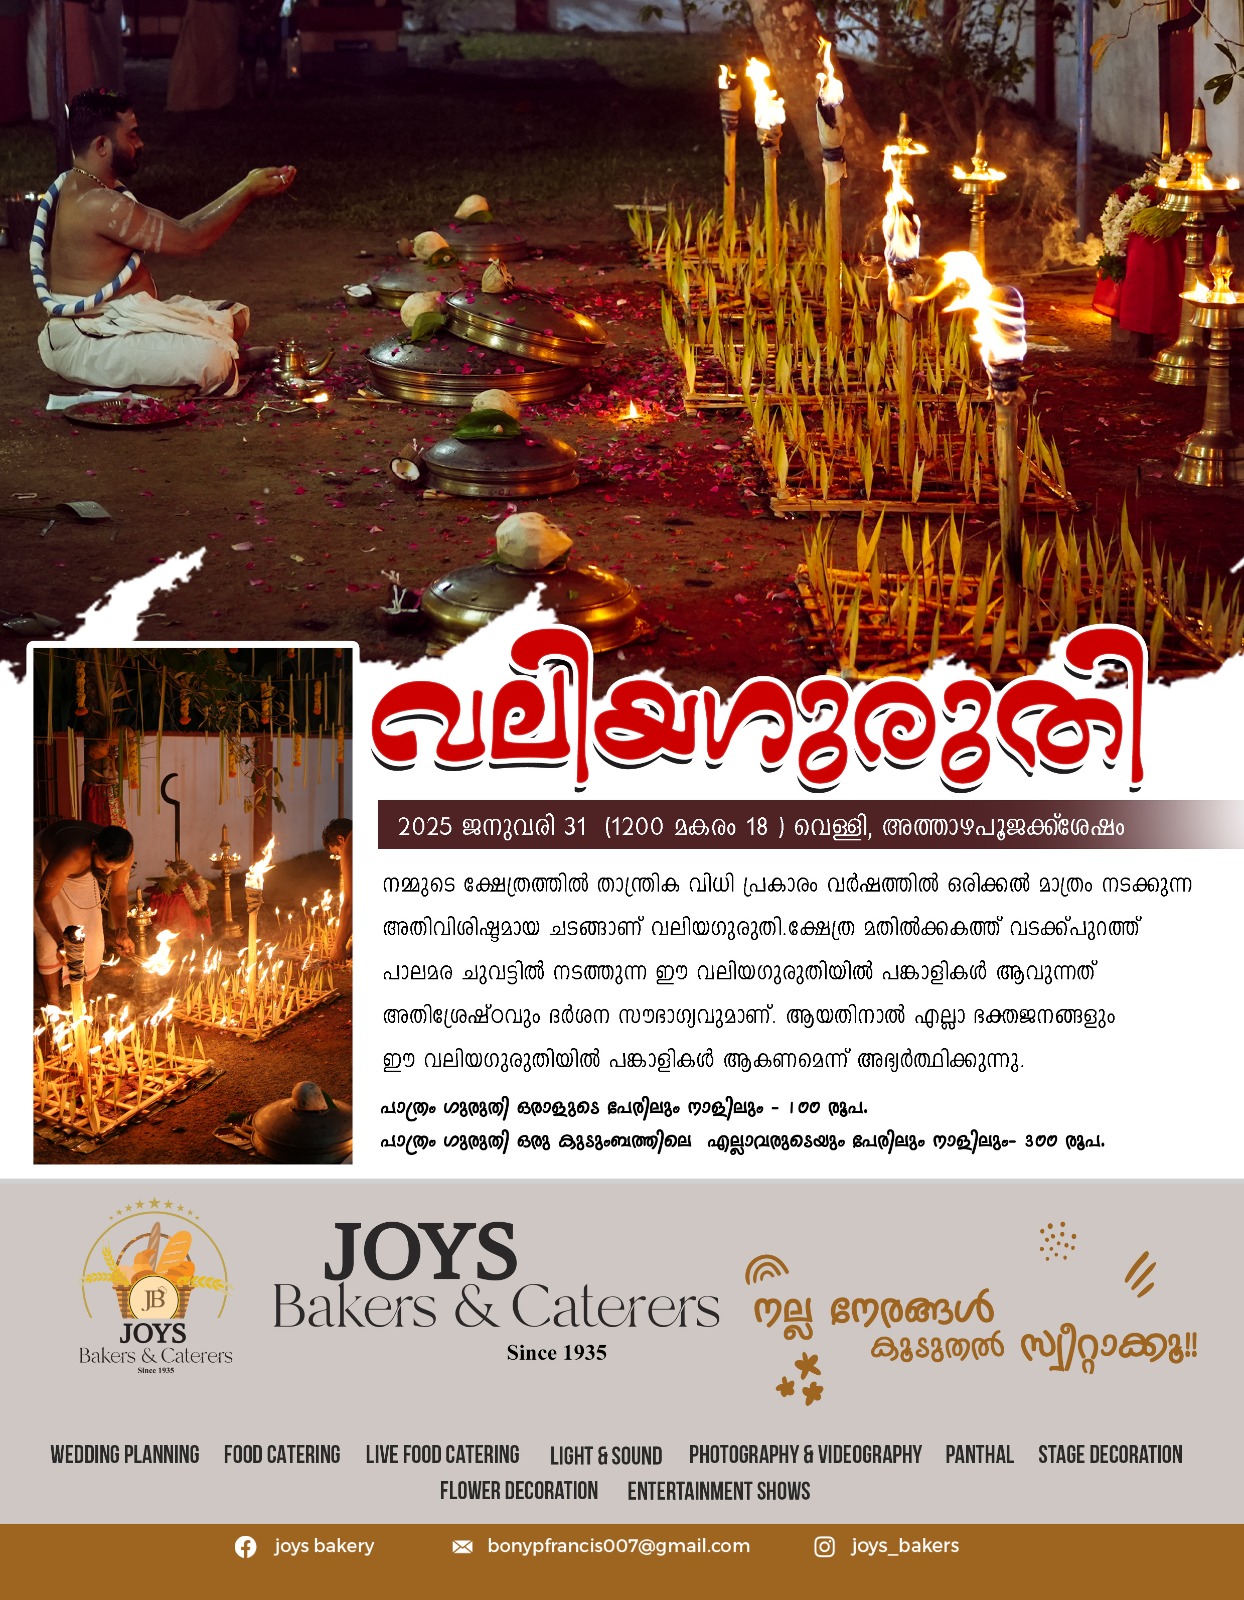 വലിയഗുരുതി
2025 ജനുവരി 31 (1200 മകരം 18 ) വെള്ളി, അത്താഴപൂജക്ക്ശേഷം
നമ്മുടെ ക്ഷേത്രത്തിൽ താന്ത്രിക വിധി പ്രകാരം വർഷത്തിൽ ഒരിക്കൽ മാത്രം നടക്കുന്ന
അതിവിശിഷ്ടമായ ചടങ്ങാണ് വലിയഗുരുതി.ക്ഷേത്ര മതിൽക്കകത്ത് വടക്ക്പുറത്ത്
പാലമര ചുവട്ടിൽ നടത്തുന്ന ഈ വലിയഗുരുതിയിൽ പങ്കാളികൾ ആവുന്നത്
അതിശ്രേഷ്ഠവും ദർശന സൗഭാഗ്യവുമാണ്. ആയതിനാൽ എല്ലാ ഭക്തജനങ്ങളും
ഈ വലിയഗുരുതിയിൽ പങ്കാളികൾ ആകണമെന്ന് അഭ്യർത്ഥിക്കുന്നു.
പാത്രം ഗുരുതി ഒരാളുടെ പേരിലും നാളിലും - 100 രൂപ.
പാത്രം ഗുരുതി ഒരു കുടുംബത്തിലെ എല്ലാവരുടെയും പേരിലും നാളിലും- 300 രൂപ.
JB
JOYS
Bakers & Caterers
Since 1935
JOYS
Bakers & Caterers
Since 1935
നല്ല നേരങ്ങൾ
കൂടുതൽ സ്വീറ്റാക്കൂ!!
WEDDING PLANNING FOOD CATERING LIVE FOOD CATERING LIGHT & SOUND PHOTOGRAPHY & VIDEOGRAPHY PANTHAL STAGE DECORATION
FLOWER DECORATION ENTERTAINMENT SHOWS
joys bakery bonypfrancis007@gmail.com joys_bakers